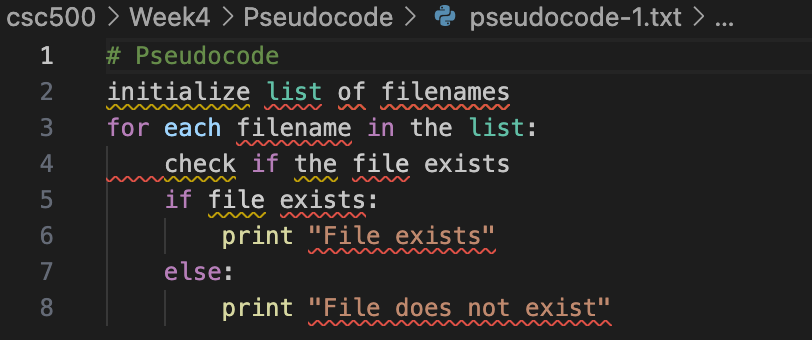 csc500 > Week4 > Pseudocode > pseudocode-1.txt > ...
1 # Pseudocode
2 initialize list of filenames
3 for each filename in the list:
4     check if the file exists
5     if file exists:
6         print "File exists"
7     else:
8         print "File does not exist"